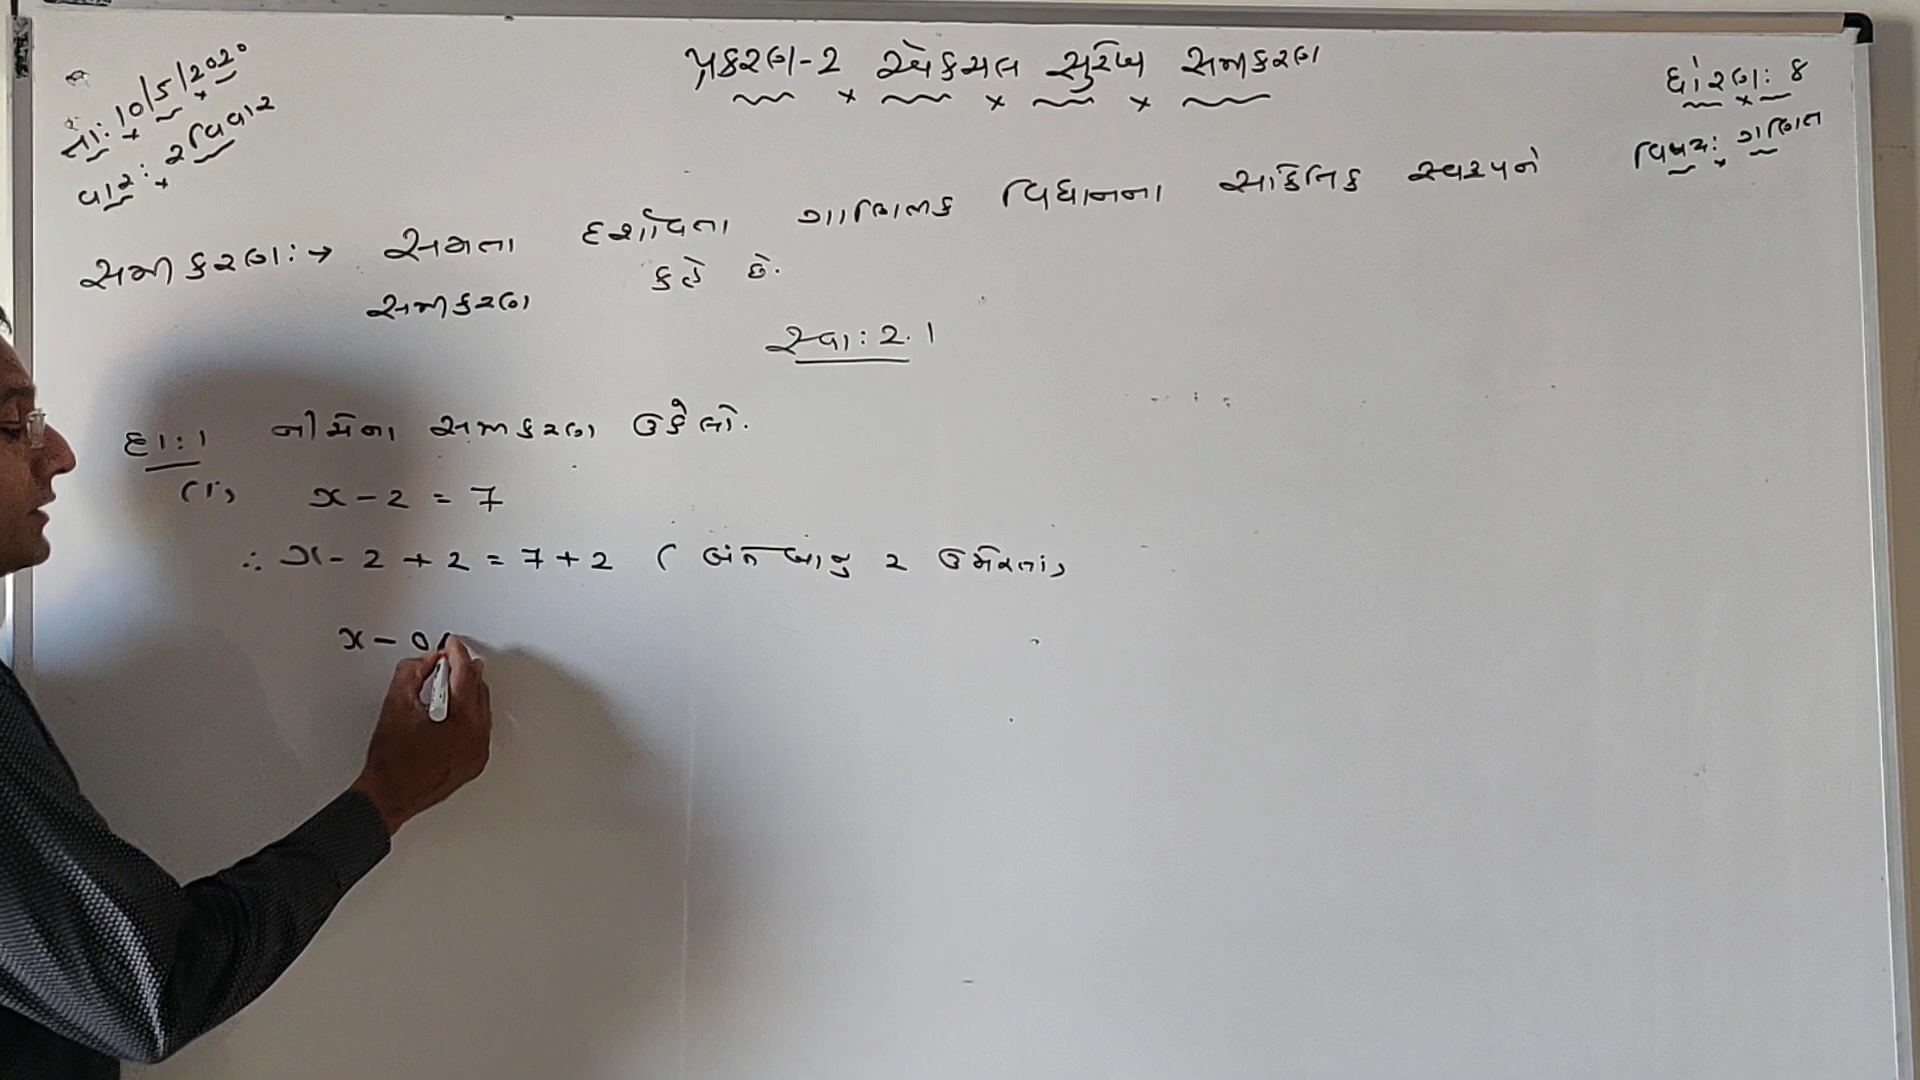 તા: 10/5/2020
વાર: રવિવાર
પ્રકરણ-2 એકચલ સુરેખ સમીકરણ
ધોરણ: 8
વિષય: ગણિત
સમીકરણ:→ સમતા દર્શાવતા ગાણિતિક વિધાનના સાંકેતિક સ્વરૂપને
સમીકરણ કહે છે.
સ્વા: 2.1
દા: 1 નીચેના સમીકરણ ઉકેલો.
(1) x - 2 = 7
∴ x - 2 + 2 = 7 + 2 ( બંને બાજુ 2 ઉમેરતાં)
x - 0